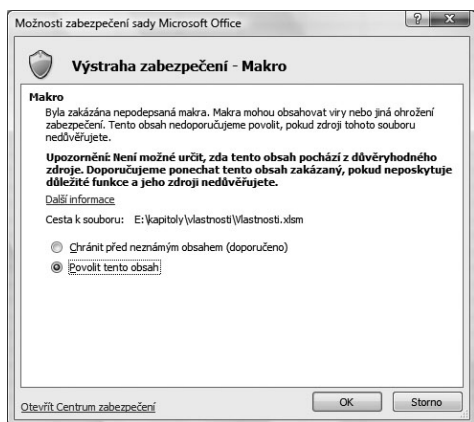 Možnosti zabezpečení sady Microsoft Office
Výstraha zabezpečení - Makro
Makro
Byla zakázána nepodepsaná makra. Makra mohou obsahovat viry nebo jiná ohrožení
zabezpečení. Tento obsah nedoporučujeme povolit, pokud zdroji tohoto souboru
nedůvěřujete.
Upozornění: Není možné určit, zda tento obsah pochází z důvěryhodného
zdroje. Doporučujeme ponechat tento obsah zakázaný, pokud neposkytuje
důležité funkce a jeho zdroji nedůvěřujete.
Další informace
Cesta k souboru: E:\kapitoly\vlastnosti\Vlastnosti.xlsm
Chránit před neznámým obsahem (doporučeno)
Povolit tento obsah
Otevřít Centrum zabezpečení
OK
Storno